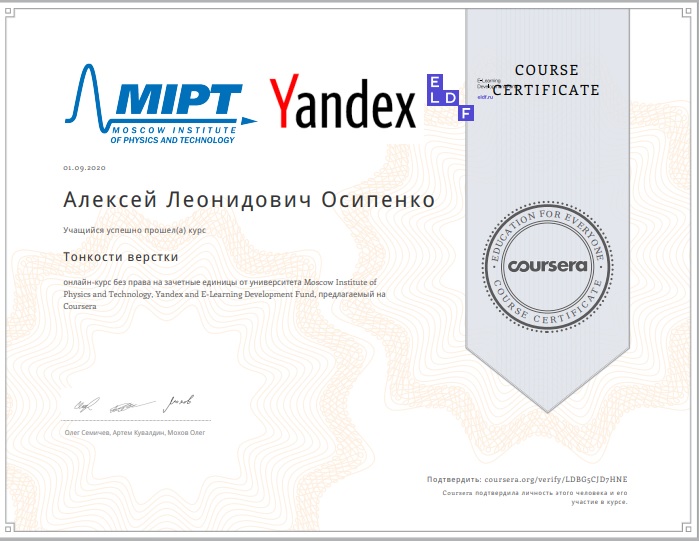 MIPT
MOSCOW INSTITUTE
OF PHYSICS AND TECHNOLOGY
Yandex
E
L D
F
E-Learning
eldf.ru
COURSE
CERTIFICATE
01.09.2020
Алексей Леонидович Осипенко
Учащийся успешно прошел(а) курс
Тонкости верстки
онлайн-курс без права на зачетные единицы от университета Moscow Institute of
Physics and Technology, Yandex and E-Learning Development Fund, предлагаемый на
Coursera
EDUCATION FOR EVERYONE
coursera
COURSE CERTIFICATE
Олег Семичев, Артем Кувалдин, Мохов Олег
Подтвердить: coursera.org/verify/LDBG5CJD7HNE
Coursera подтвердила личность этого человека и его
участие в курсе.